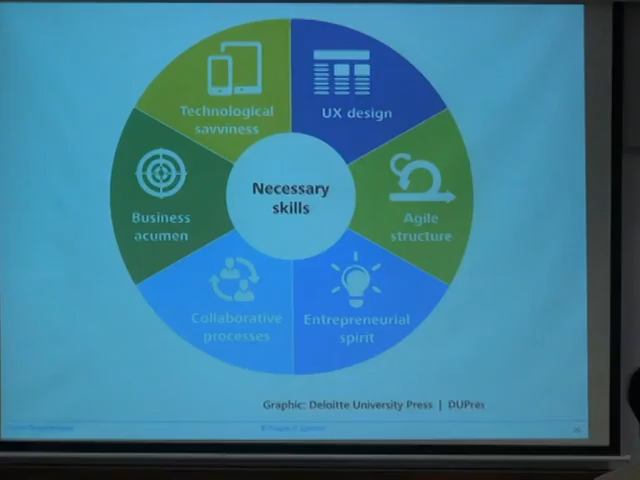 Technological
savviness
UX design
Business
acumen
Necessary
skills
Agile
structure
Collaborative
processes
Entrepreneurial
spirit
Graphic: Deloitte University Press | DUPres